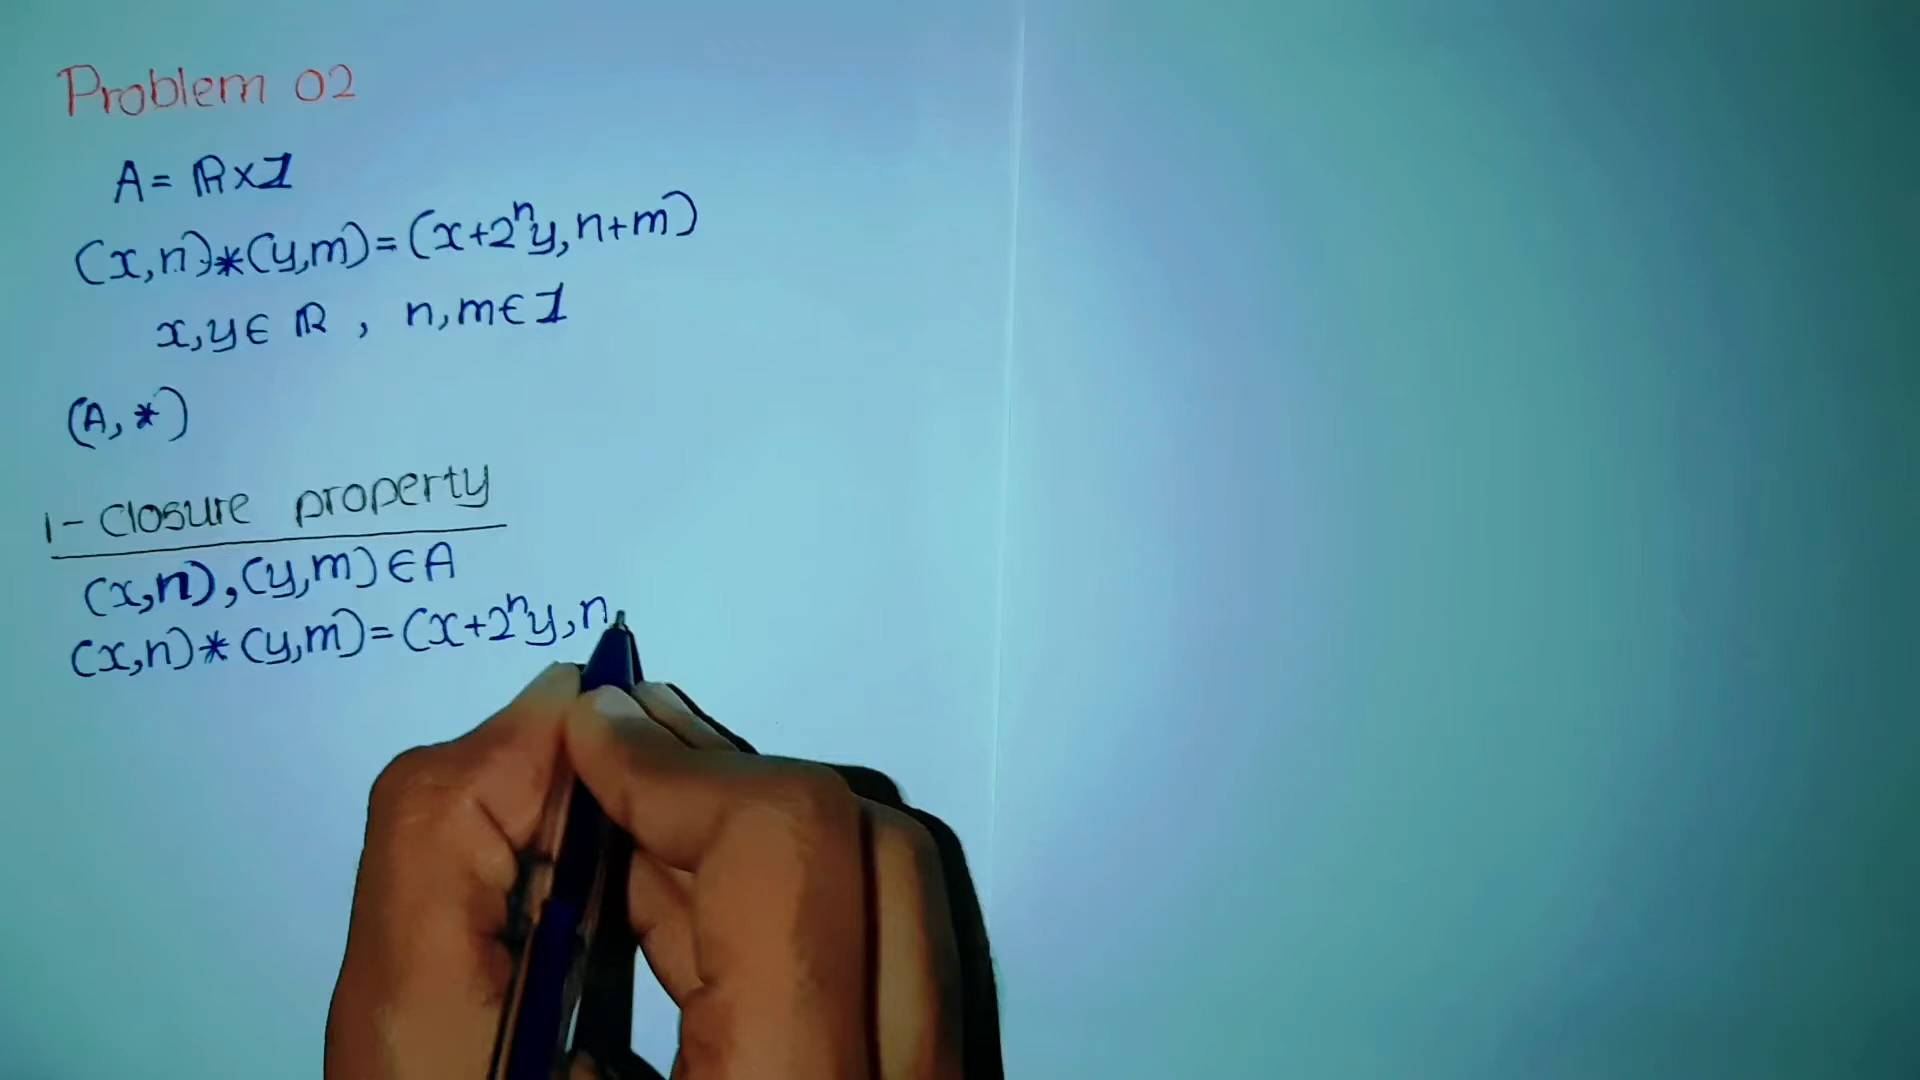 Problem 02
A = ℝ×ℤ
(x,n)*(y,m)=(x+2ⁿy,n+m)
x,y∈ ℝ , n,m∈ℤ
(A,*)
1- Closure property
(x,n),(y,m)∈A
(x,n)*(y,m)=(x+2ⁿy,n